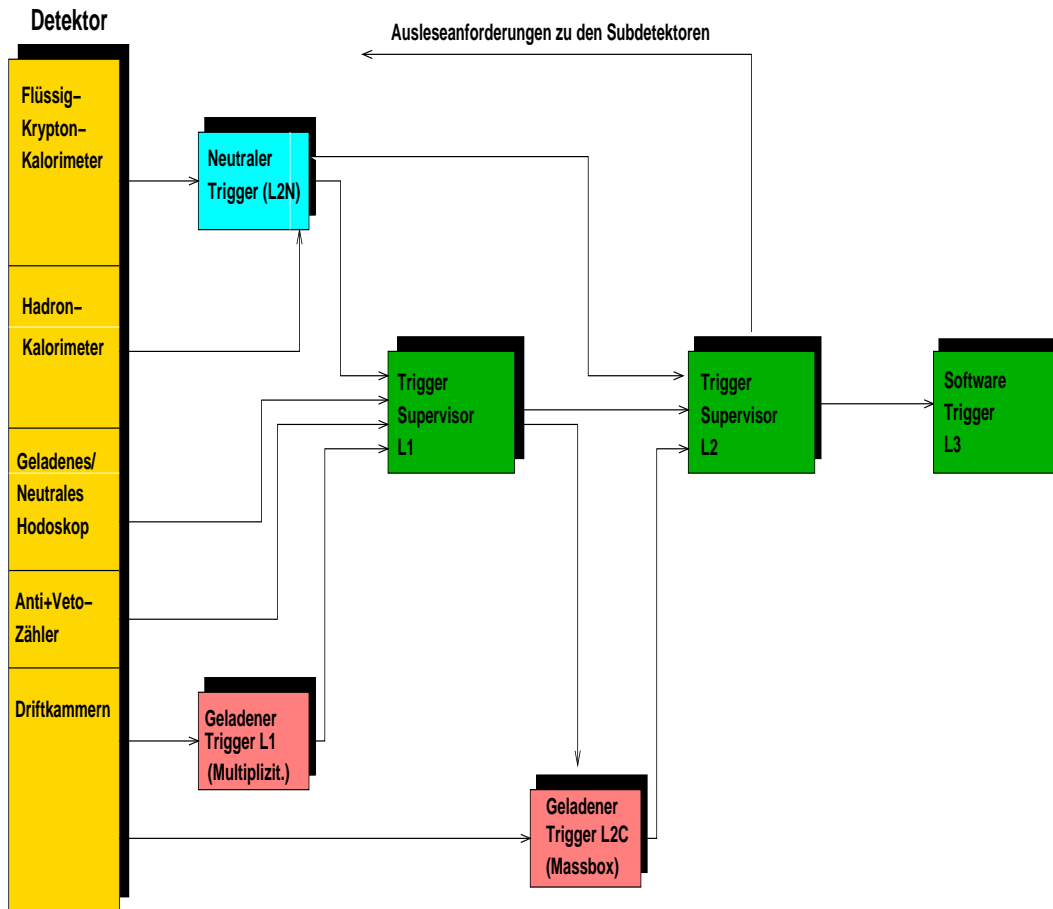 Detektor
Ausleseanforderungen zu den Subdetektoren
Flüssig–
Krypton–
Kalorimeter
Neutraler
Trigger (L2N)
Hadron–
Kalorimeter
Trigger
Supervisor
L1
Trigger
Supervisor
L2
Software
Trigger
L3
Geladenes/
Neutrales
Hodoskop
Anti+Veto–
Zähler
Driftkammern
Geladener
Trigger L1
(Multiplizit.)
Geladener
Trigger L2C
(Massbox)